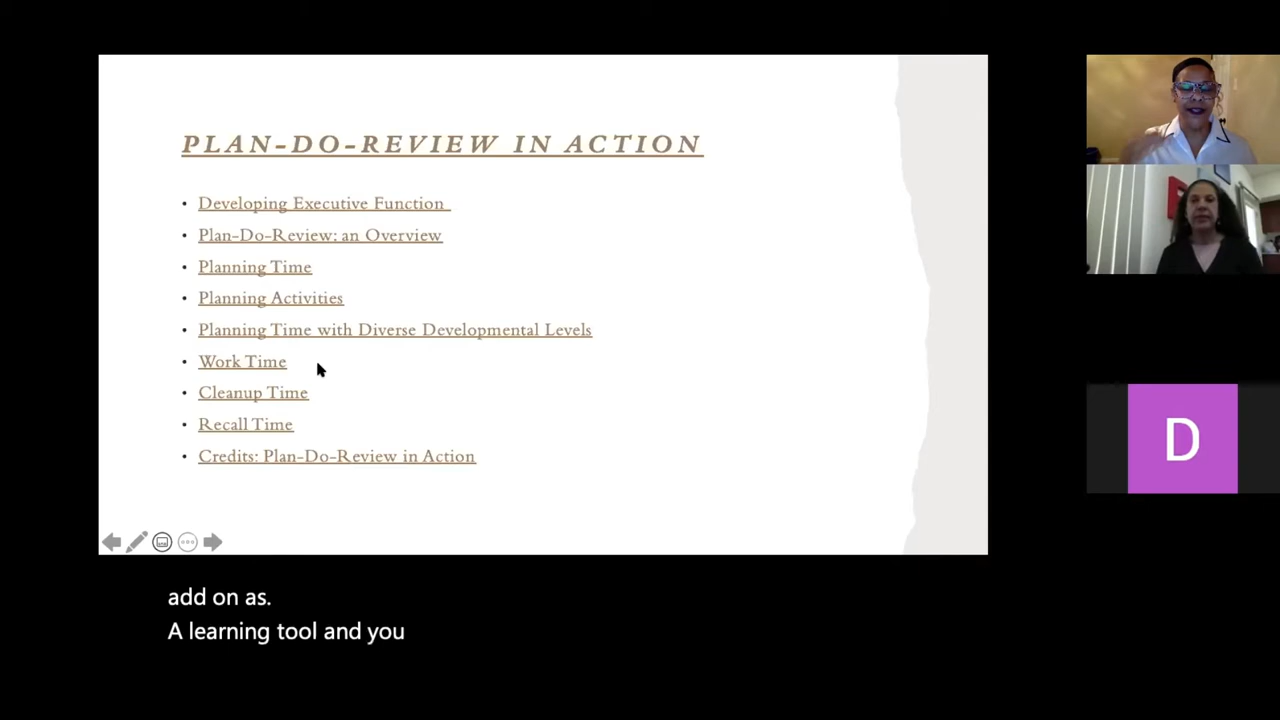 PLAN-DO-REVIEW IN ACTION
• Developing Executive Function
• Plan-Do-Review: an Overview
• Planning Time
• Planning Activities
• Planning Time with Diverse Developmental Levels
• Work Time
• Cleanup Time
• Recall Time
• Credits: Plan-Do-Review in Action
D
add on as.
A learning tool and you